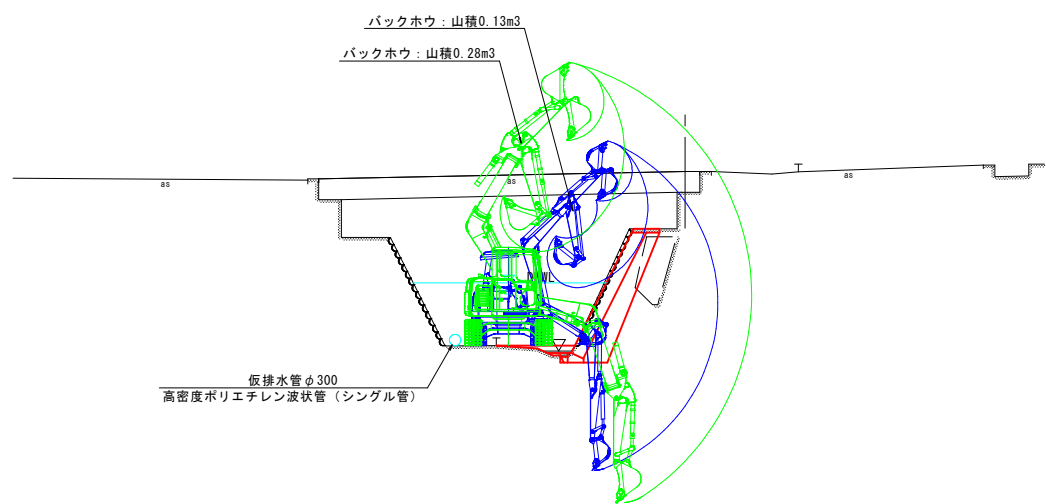 バックホウ：山積0.13m3
バックホウ：山積0.28m3
as
as
as
仮排水管φ300
高密度ポリエチレン波状管（シングル管）